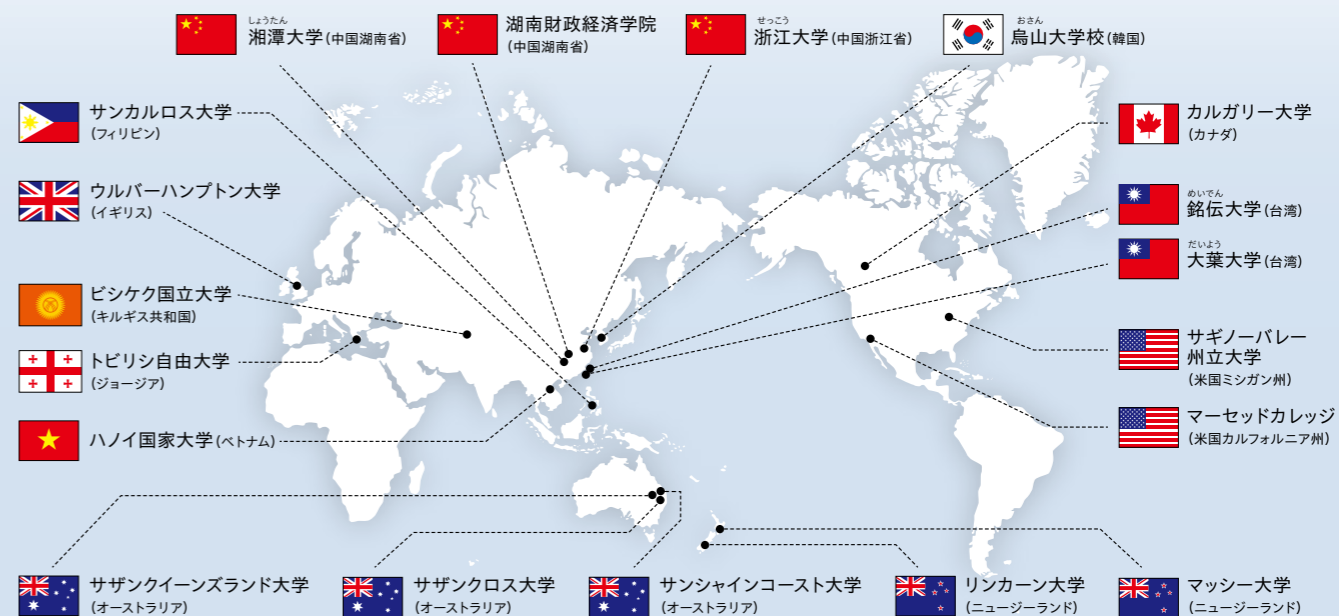 しょうたん
湘潭大学(中国湖南省)
湖南財政経済学院
(中国湖南省)
せっこう
浙江大学(中国浙江省)
おさん
烏山大学校(韓国)
サンカルロス大学
(フィリピン)
ウルバーハンプトン大学
(イギリス)
ビシケク国立大学
(キルギス共和国)
トビリシ自由大学
(ジョージア)
ハノイ国家大学(ベトナム)
カルガリー大学
(カナダ)
めいでん
銘伝大学(台湾)
だいよう
大葉大学(台湾)
サギノーバレー
州立大学
(米国ミシガン州)
マーセッドカレッジ
(米国カルフォルニア州)
サザンクイーンズランド大学
(オーストラリア)
サザンクロス大学
(オーストラリア)
サンシャインコースト大学
(オーストラリア)
リンカーン大学
(ニュージーランド)
マッシー大学
(ニュージーランド)